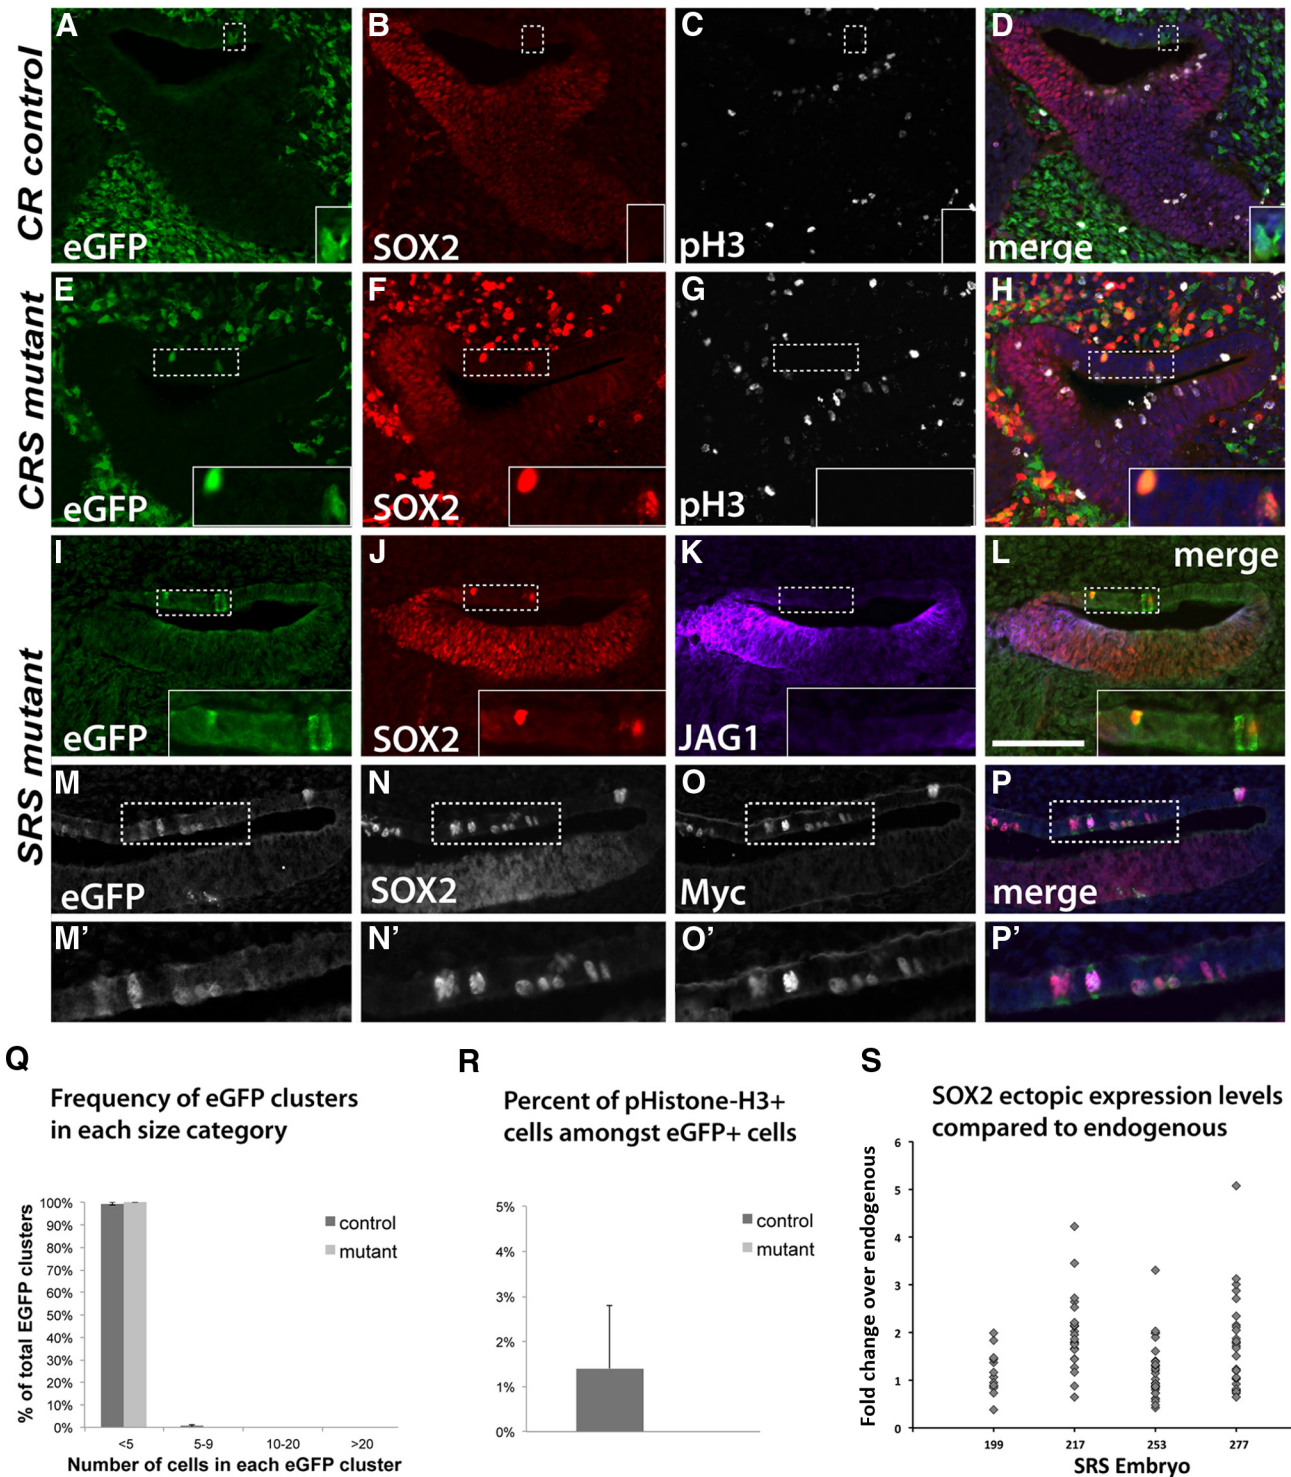 CR control
A
eGFP
B
SOX2
C
pH3
D
merge
CRS mutant
E
eGFP
F
SOX2
G
pH3
H
SRS mutant
I
eGFP
J
SOX2
K
JAG1
L
merge
M
eGFP
N
SOX2
O
Myc
P
merge
M’
N’
O’
P’
Q
Frequency of eGFP clusters
in each size category
% of total EGFP clusters
100%
90%
80%
70%
60%
50%
40%
30%
20%
10%
0%
control
mutant
<5
5-9
10-20
>20
Number of cells in each eGFP cluster
R
Percent of pHistone-H3+
cells amongst eGFP+ cells
5%
4%
3%
2%
1%
0%
control
mutant
S
SOX2 ectopic expression levels
compared to endogenous
Fold change over endogenous
6
5
4
3
2
1
0
199
217
253
277
SRS Embryo